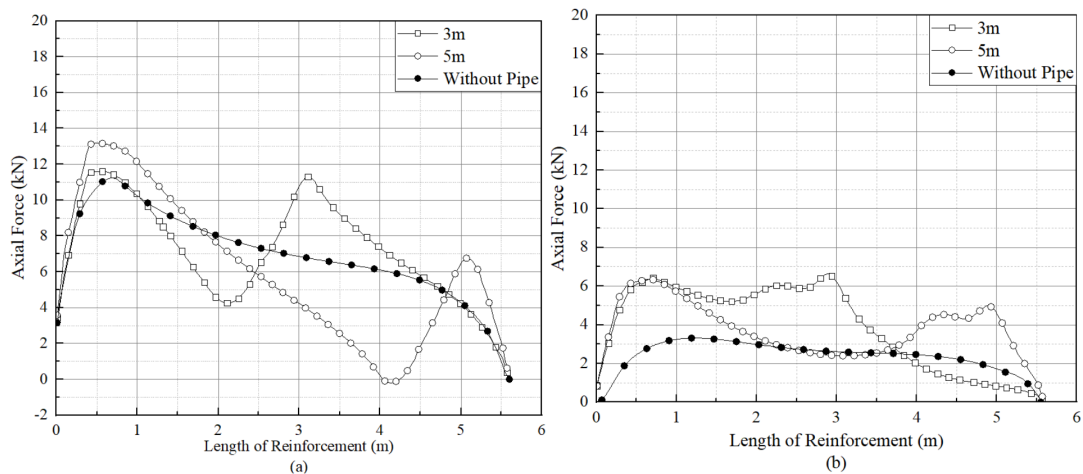 20
18
16
14
12
10
8
6
4
2
0
-2
Axial Force (kN)
3m
5m
Without Pipe
0 1 2 3 4 5 6
Length of Reinforcement (m)
(a)
20
18
16
14
12
10
8
6
4
2
0
Axial Force (kN)
3m
5m
Without Pipe
0 1 2 3 4 5 6
Length of Reinforcement (m)
(b)